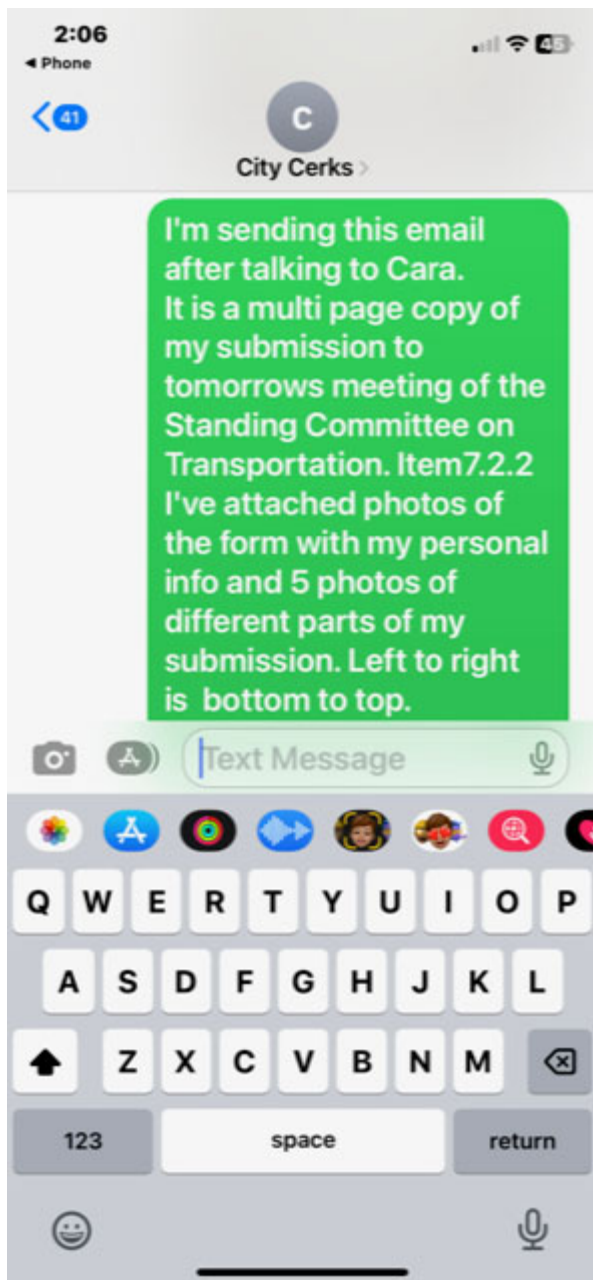 2:06
45
◄ Phone
41
C
City Cerks >
I'm sending this email
after talking to Cara.
It is a multi page copy of
my submission to
tomorrows meeting of the
Standing Committee on
Transportation. Item7.2.2
I've attached photos of
the form with my personal
info and 5 photos of
different parts of my
submission. Left to right
is bottom to top.
Text Message
Q W E R T Y U I O P
A S D F G H J K L
Z X C V B N M
123 space return